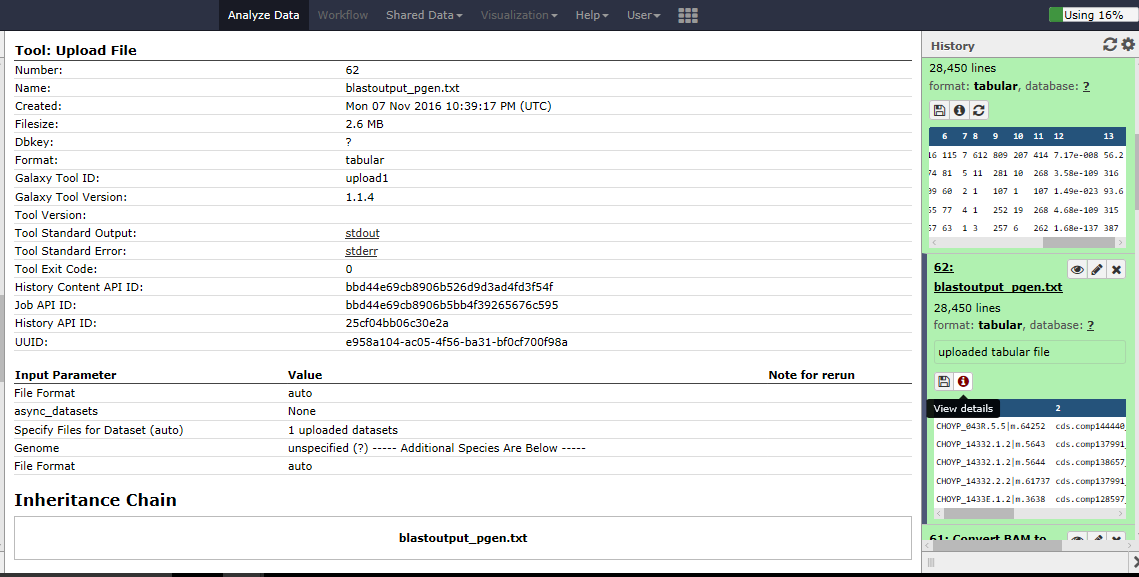 Analyze Data Workflow Shared Data Visualization Help User Using 16%
Tool: Upload File
Number: 62
Name: blastoutput_pgen.txt
Created: Mon 07 Nov 2016 10:39:17 PM (UTC)
Filesize: 2.6 MB
Dbkey: ?
Format: tabular
Galaxy Tool ID: upload1
Galaxy Tool Version: 1.1.4
Tool Version:
Tool Standard Output: stdout
Tool Standard Error: stderr
Tool Exit Code: 0
History Content API ID: bbd44e69cb8906b526d9d3ad4fd3f54f
Job API ID: bbd44e69cb8906b5bb4f39265676c595
History API ID: 25cf04bb06c30e2a
UUID: e958a104-ac05-4f56-ba31-bf0cf700f98a
Input Parameter Value Note for rerun
File Format auto
async_datasets None
Specify Files for Dataset (auto) 1 uploaded datasets
Genome unspecified (?) ----- Additional Species Are Below -----
File Format auto
Inheritance Chain
blastoutput_pgen.txt
History
28,450 lines
format: tabular, database: ?
6 7 8 9 10 11 12 13
16 115 7 612 809 207 414 7.17e-008 56.2
74 81 5 11 281 10 268 3.58e-109 316
60 2 1 107 1 107 1.49e-023 93.6
55 77 4 1 252 19 268 4.68e-109 315
57 63 1 3 257 6 262 1.68e-137 387
62:
blastoutput_pgen.txt
28,450 lines
format: tabular, database: ?
uploaded tabular file
View details
2
CHOYP_043R.5.5|m.64252 cds.comp144440_
CHOYP_14332.1.2|m.5643 cds.comp137991_
CHOYP_14332.1.2|m.5644 cds.comp138657_
CHOYP_14332.2.2|m.61737 cds.comp137991_
CHOYP_1433E.1.2|m.3638 cds.comp128597_
61: Convert BAM to